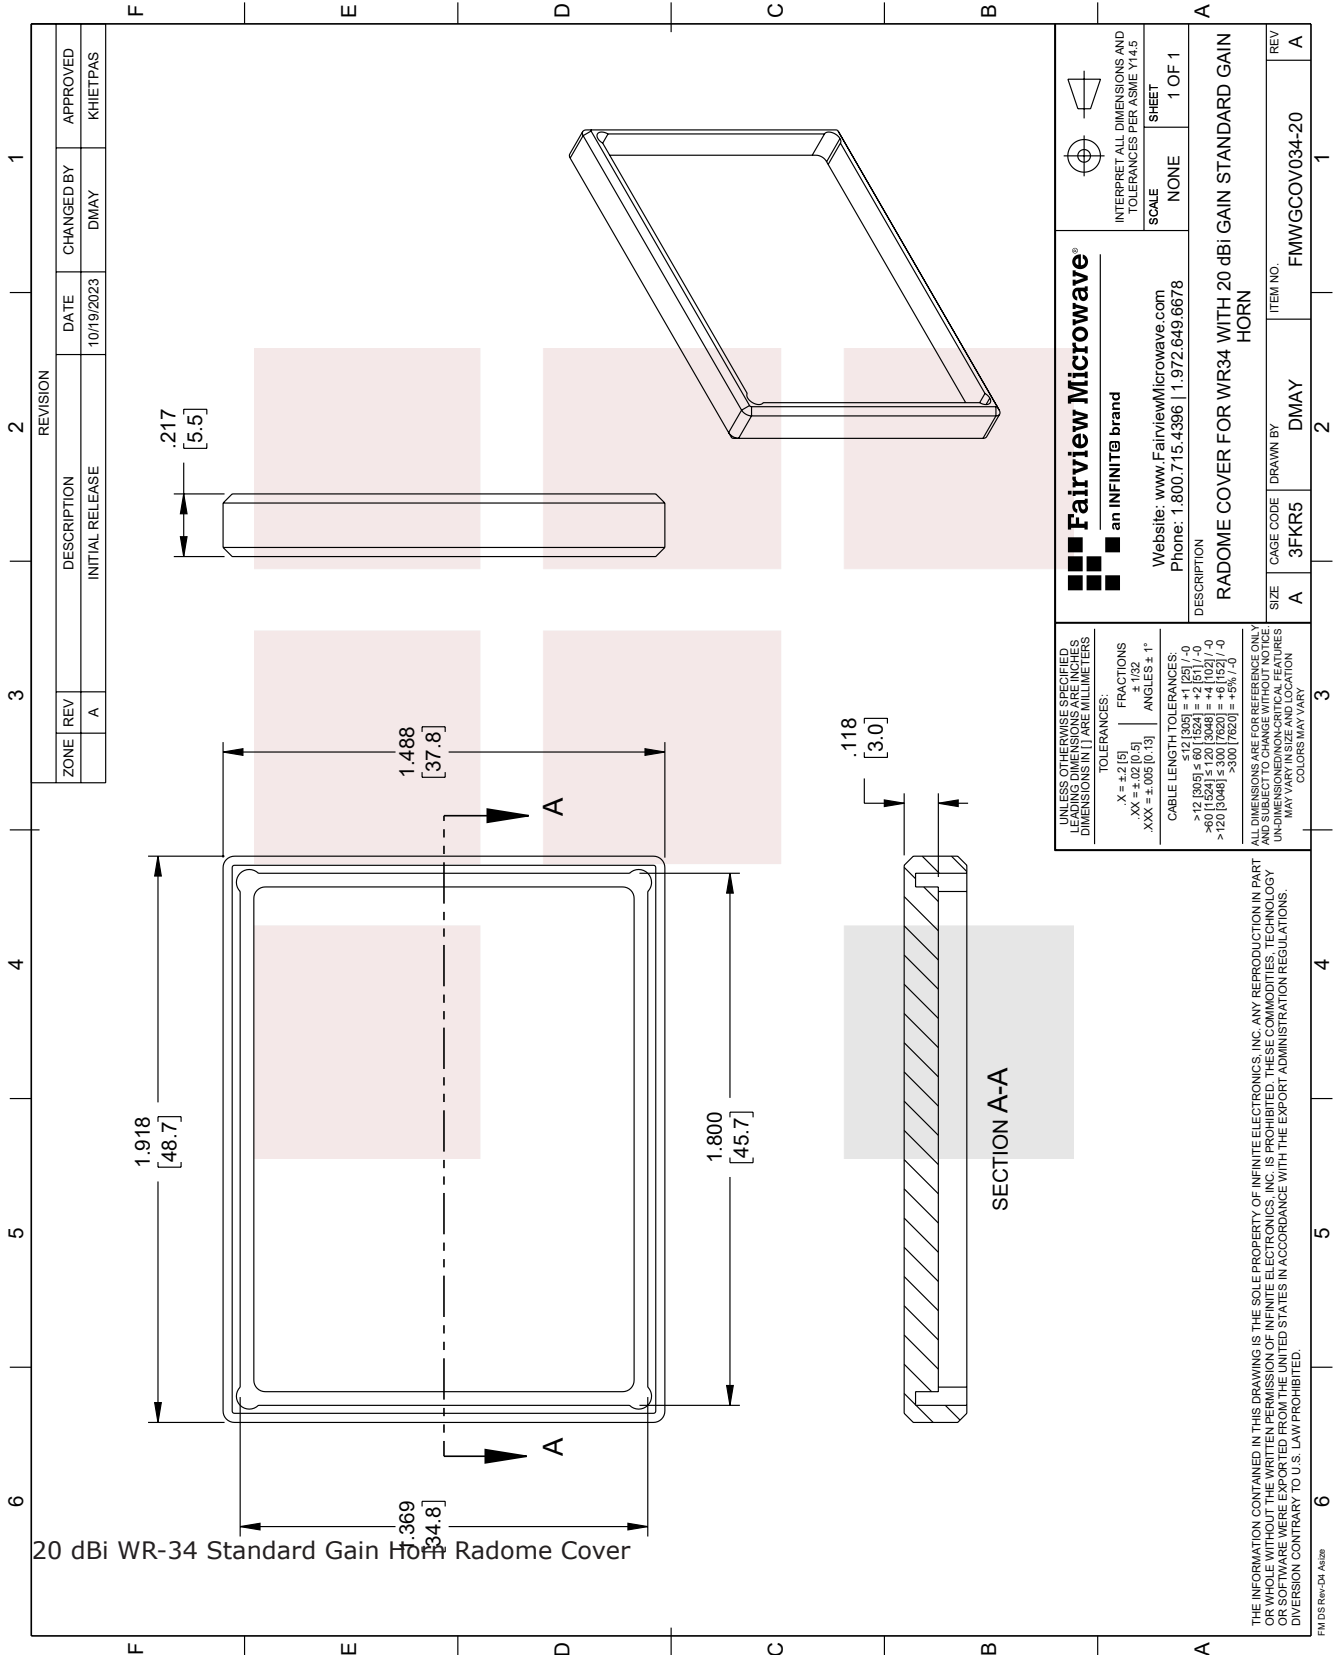 REVISION
ZONE REV DESCRIPTION DATE CHANGED BY APPROVED
A INITIAL RELEASE 10/19/2023 DMAY KHIETPAS
6 5 4 3 2 1
F
E
D
C
B
A
1.918
[48.7]
.217
[5.5]
1.488
[37.8]
1.369
[34.8]
A
A
1.800
[45.7]
.118
[3.0]
SECTION A-A
UNLESS OTHERWISE SPECIFIED
LEADING DIMENSIONS ARE INCHES
DIMENSIONS IN [ ] ARE MILLIMETERS
TOLERANCES:
.X = ±.2 [5] FRACTIONS
.XX = ±.02 [0.5] ± 1/32
.XXX = ±.005 [0.13] ANGLES ± 1°
CABLE LENGTH TOLERANCES:
≤12 [305] = +1 [25] / -0
>12 [305] ≤ 60 [1524] = +2 [51] / -0
>60 [1524] ≤ 120 [3048] = +4 [102] / -0
>120 [3048] ≤ 300 [7620] = +6 [152] / -0
>300 [7620] = +5% / -0
ALL DIMENSIONS ARE FOR REFERENCE ONLY
AND SUBJECT TO CHANGE WITHOUT NOTICE.
UN-DIMENSIONED/NON-CRITICAL FEATURES
MAY VARY IN SIZE AND LOCATION
COLORS MAY VARY
Fairview Microwave®
an INFINITE brand
Website: www.FairviewMicrowave.com
Phone: 1.800.715.4396 | 1.972.649.6678
INTERPRET ALL DIMENSIONS AND
TOLERANCES PER ASME Y14.5
SCALE SHEET
NONE 1 OF 1
DESCRIPTION
RADOME COVER FOR WR34 WITH 20 dBi GAIN STANDARD GAIN
HORN
SIZE CAGE CODE DRAWN BY ITEM NO. REV
A 3FKR5 DMAY FMWGCOV034-20 A
THE INFORMATION CONTAINED IN THIS DRAWING IS THE SOLE PROPERTY OF INFINITE ELECTRONICS, INC. ANY REPRODUCTION IN PART
OR WHOLE WITHOUT THE WRITTEN PERMISSION OF INFINITE ELECTRONICS, INC. IS PROHIBITED. THESE COMMODITIES, TECHNOLOGY
OR SOFTWARE WERE EXPORTED FROM THE UNITED STATES IN ACCORDANCE WITH THE EXPORT ADMINISTRATION REGULATIONS.
DIVERSION CONTRARY TO U.S. LAW PROHIBITED.
6 5 4 3 2 1
F
E
D
C
B
A
FM DS Rev-D4 Asize
20 dBi WR-34 Standard Gain Horn Radome Cover